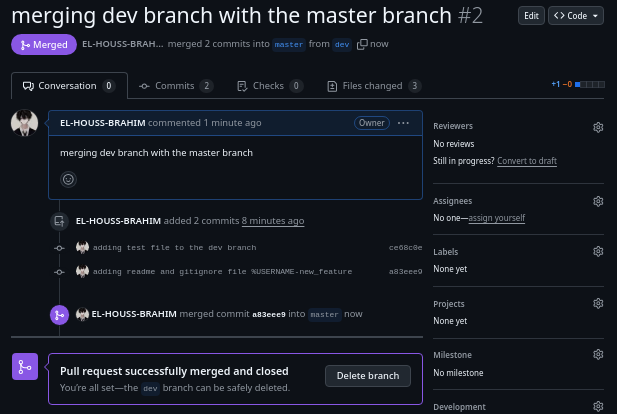 merging dev branch with the master branch #2
Edit
Code
Merged EL-HOUSS-BRAH... merged 2 commits into master from dev now
Conversation 0
Commits 2
Checks 0
Files changed 3
+1 −0
EL-HOUSS-BRAHIM commented 1 minute ago
Owner
merging dev branch with the master branch
EL-HOUSS-BRAHIM added 2 commits 8 minutes ago
adding test file to the dev branch ce68c0e
adding readme and gitignore file %USERNAME-new_feature a83eee9
EL-HOUSS-BRAHIM merged commit a83eee9 into master now
Pull request successfully merged and closed
You're all set—the dev branch can be safely deleted.
Delete branch
Reviewers
No reviews
Still in progress? Convert to draft
Assignees
No one—assign yourself
Labels
None yet
Projects
None yet
Milestone
No milestone
Development